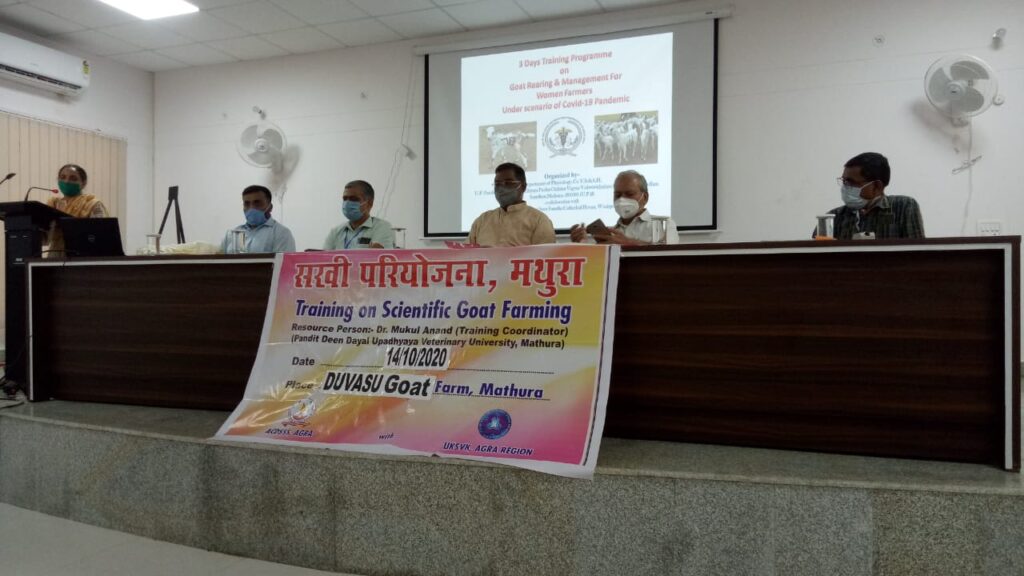 3 Days Training Programme
on
Goat Rearing & Management For
Women Farmers
Under scenario of Covid-19 Pandemic
Organized by:-
सखी परियोजना, मथुरा
Training on Scientific Goat Farming
Resource Person:- Dr. Mukul Anand (Training Coordinator)
(Pandit Deen Dayal Upadhyaya Veterinary University, Mathura)
Date 14/10/2020
Place DUVASU Goat Farm, Mathura
AGRA
with
UKSVK, AGRA REGION